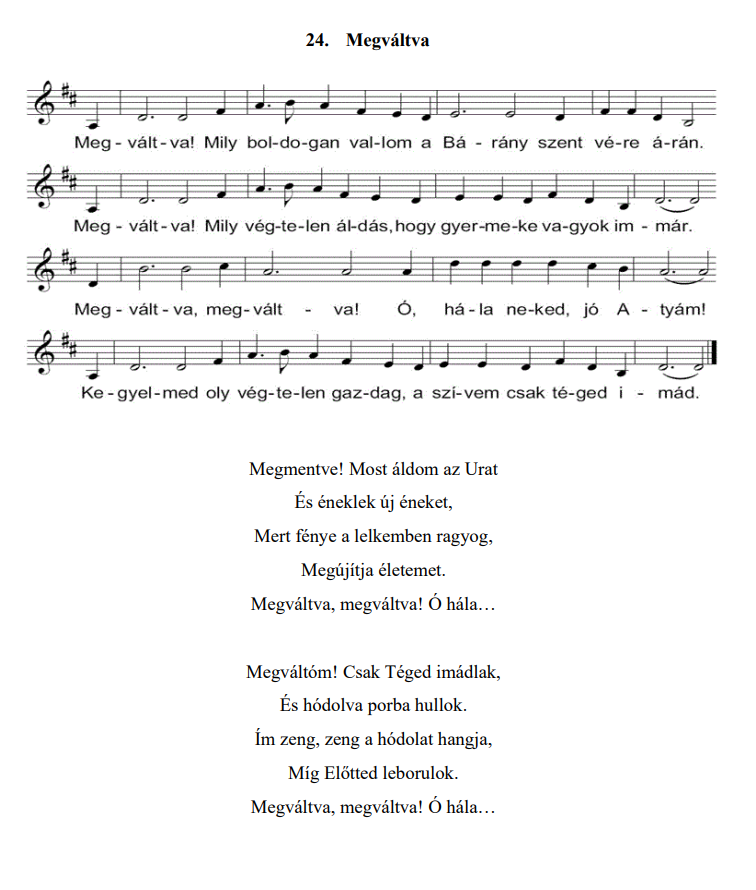 24. Megváltva
Meg - vált - va! Mily bol-do-gan val-lom a Bá - rány szent vé-re á-rán.
Meg - vált - va! Mily vég-te-len ál-dás, hogy gyer-me-ke va-gyok im - már.
Meg - vált - va, meg-vált - va! Ó, há-la ne-ked, jó A - tyám!
Ke-gyel-med oly vég-te-len gaz-dag, a szí-vem csak té-ged i - mád.
Megmentve! Most áldom az Urat
És éneklek új éneket,
Mert fénye a lelkemben ragyog,
Megújítja életemet.
Megváltva, megváltva! Ó hála…
Megváltóm! Csak Téged imádlak,
És hódolva porba hullok.
Ím zeng, zeng a hódolat hangja,
Míg Előtted leborulok.
Megváltva, megváltva! Ó hála…